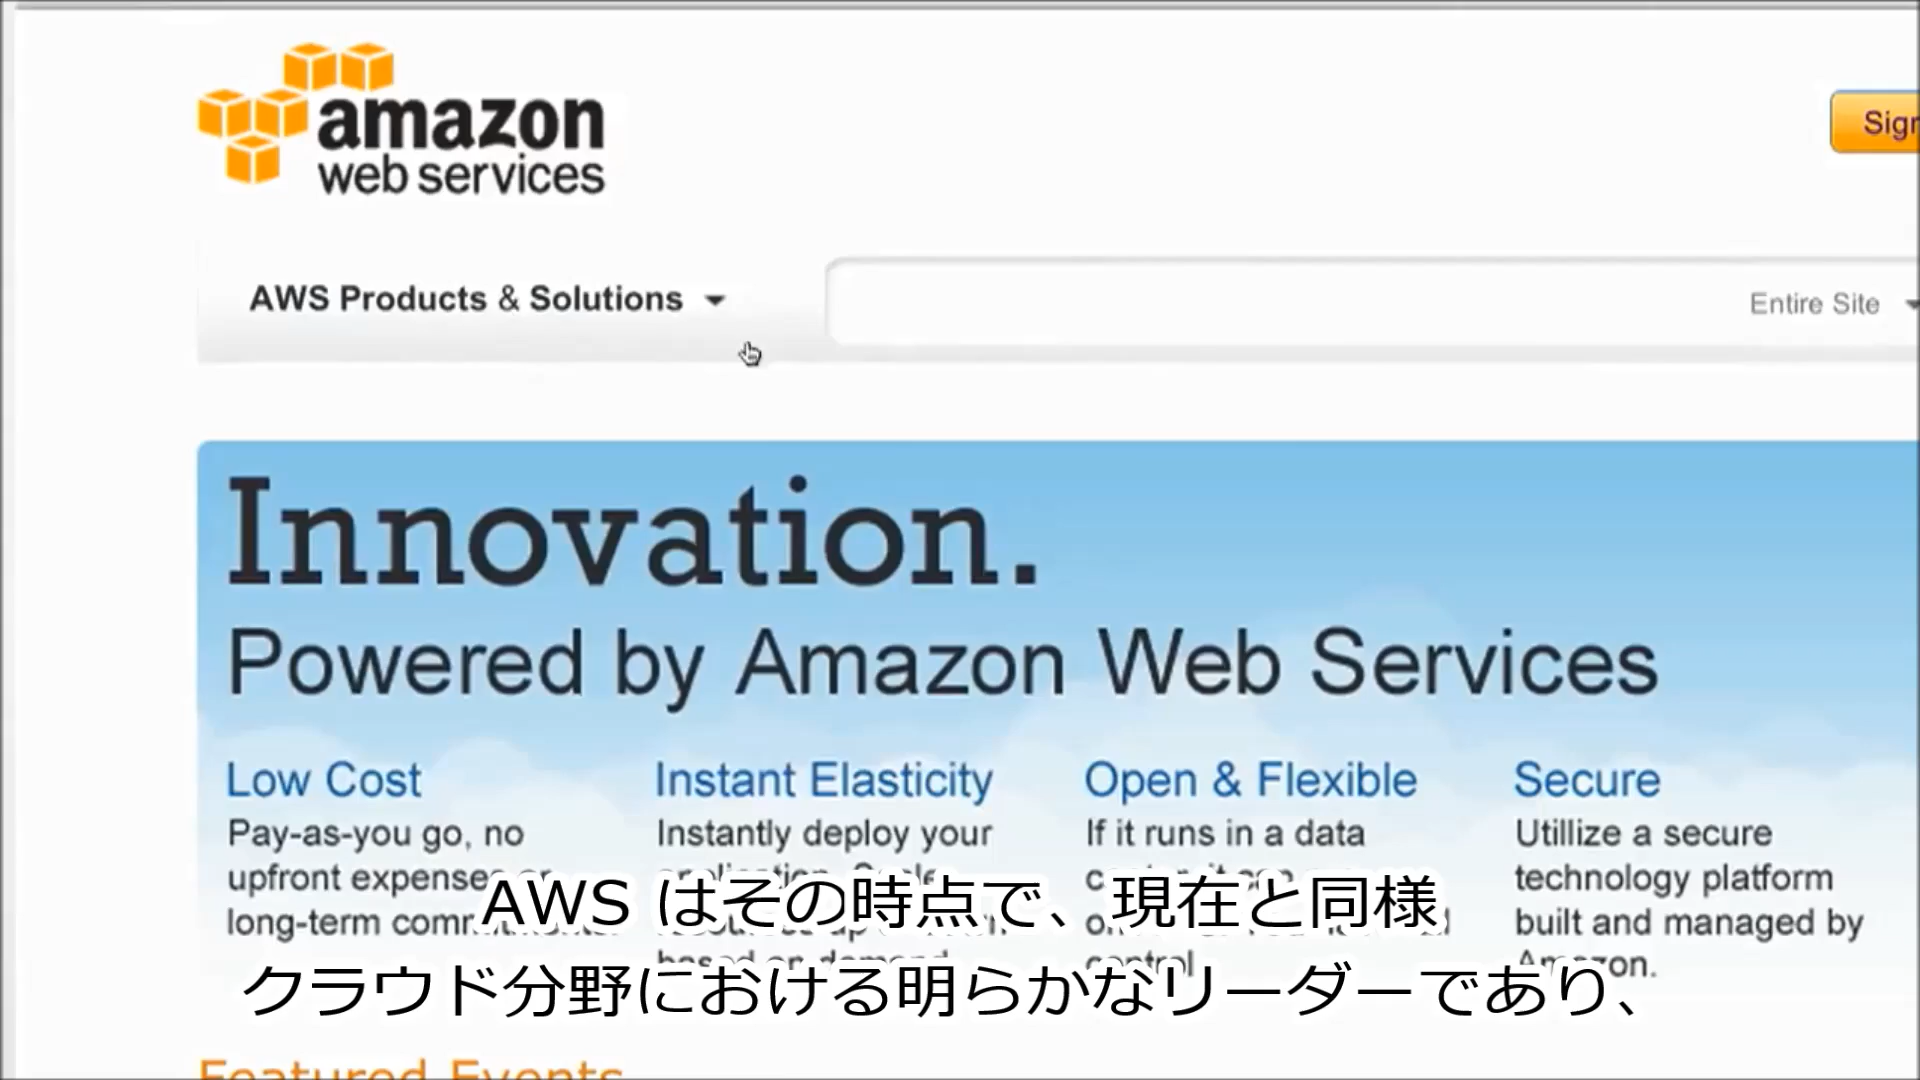 amazon
web services
AWS Products & Solutions
Entire Site
Innovation.
Powered by Amazon Web Services
Low Cost
Pay-as-you go, no
upfront expenses
long-term
Instant Elasticity
Instantly deploy your
Open & Flexible
If it runs in a data
Secure
Utillize a secure
technology platform
built and managed by
Amazon.
AWS はその時点で、現在と同様
クラウド分野における明らかなリーダーであり、
Featured Events